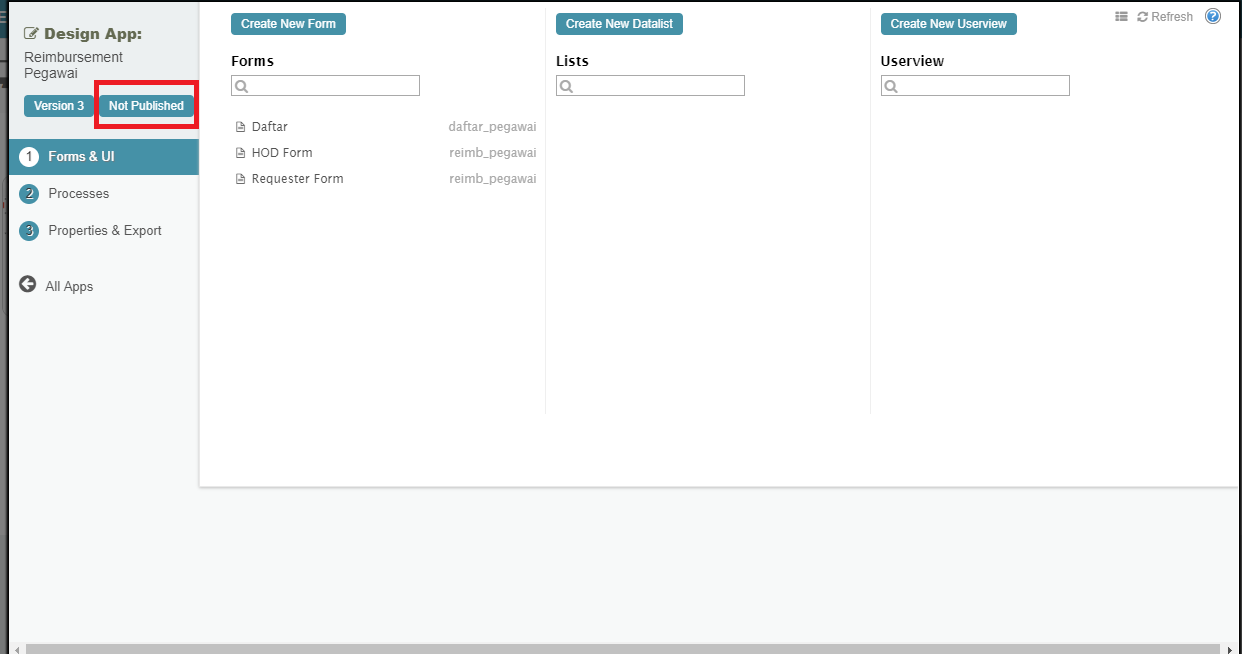 Design App:
Reimbursement
Pegawai
Version 3
Not Published
1 Forms & UI
2 Processes
3 Properties & Export
All Apps
Create New Form
Forms
Daftar daftar_pegawai
HOD Form reimb_pegawai
Requester Form reimb_pegawai
Create New Datalist
Lists
Create New Userview
Userview
Refresh
?